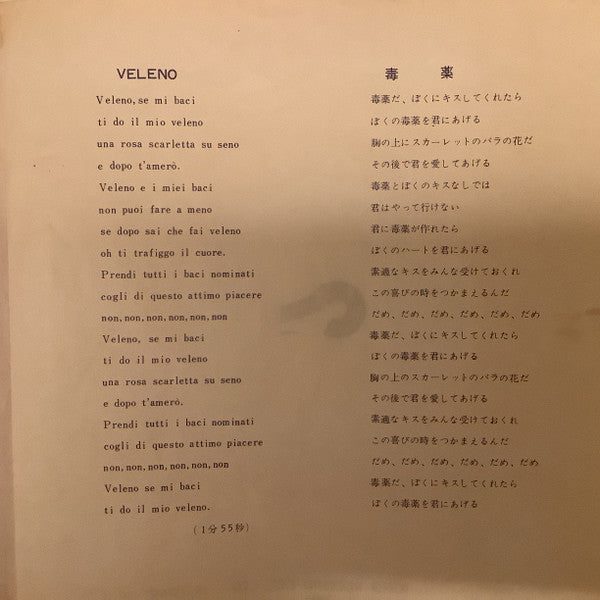 VELENO
Veleno, se mi baci
ti do il mio veleno
una rosa scarletta su seno
e dopo t'amerò.
Veleno e i miei baci
non puoi fare a meno
se dopo sai che fai veleno
oh ti trafiggo il cuore.
Prendi tutti i baci nominati
cogli di questo attimo piacere
non, non, non, non, non, non
Veleno, se mi baci
ti do il mio veleno
una rosa scarletta su seno
e dopo t'amerò.
Prendi tutti i baci nominati
cogli di questo attimo piacere
non, non, non, non, non, non
Veleno se mi baci
ti do il mio veleno.
(1分55秒)
毒薬
毒薬だ、ぼくにキスしてくれたら
ぼくの毒薬を君にあげる
胸の上にスカーレットのバラの花だ
その後で君を愛してあげる
毒薬とぼくのキスなしでは
君はやって行けない
君に毒薬が作れたら
ぼくのハートを君にあげる
素適なキスをみんな受けておくれ
この喜びの時をつかまえるんだ
だめ、だめ、だめ、だめ、だめ、だめ
毒薬だ、ぼくにキスしてくれたら
ぼくの毒薬を君にあげる
胸の上のスカーレットのバラの花だ
その後で君を愛してあげる
素適なキスをみんな受けておくれ
この喜びの時をつかまえるんだ
だめ、だめ、だめ、だめ、だめ、だめ
毒薬だ、ぼくにキスしてくれたら
ぼくの毒薬を君にあげる